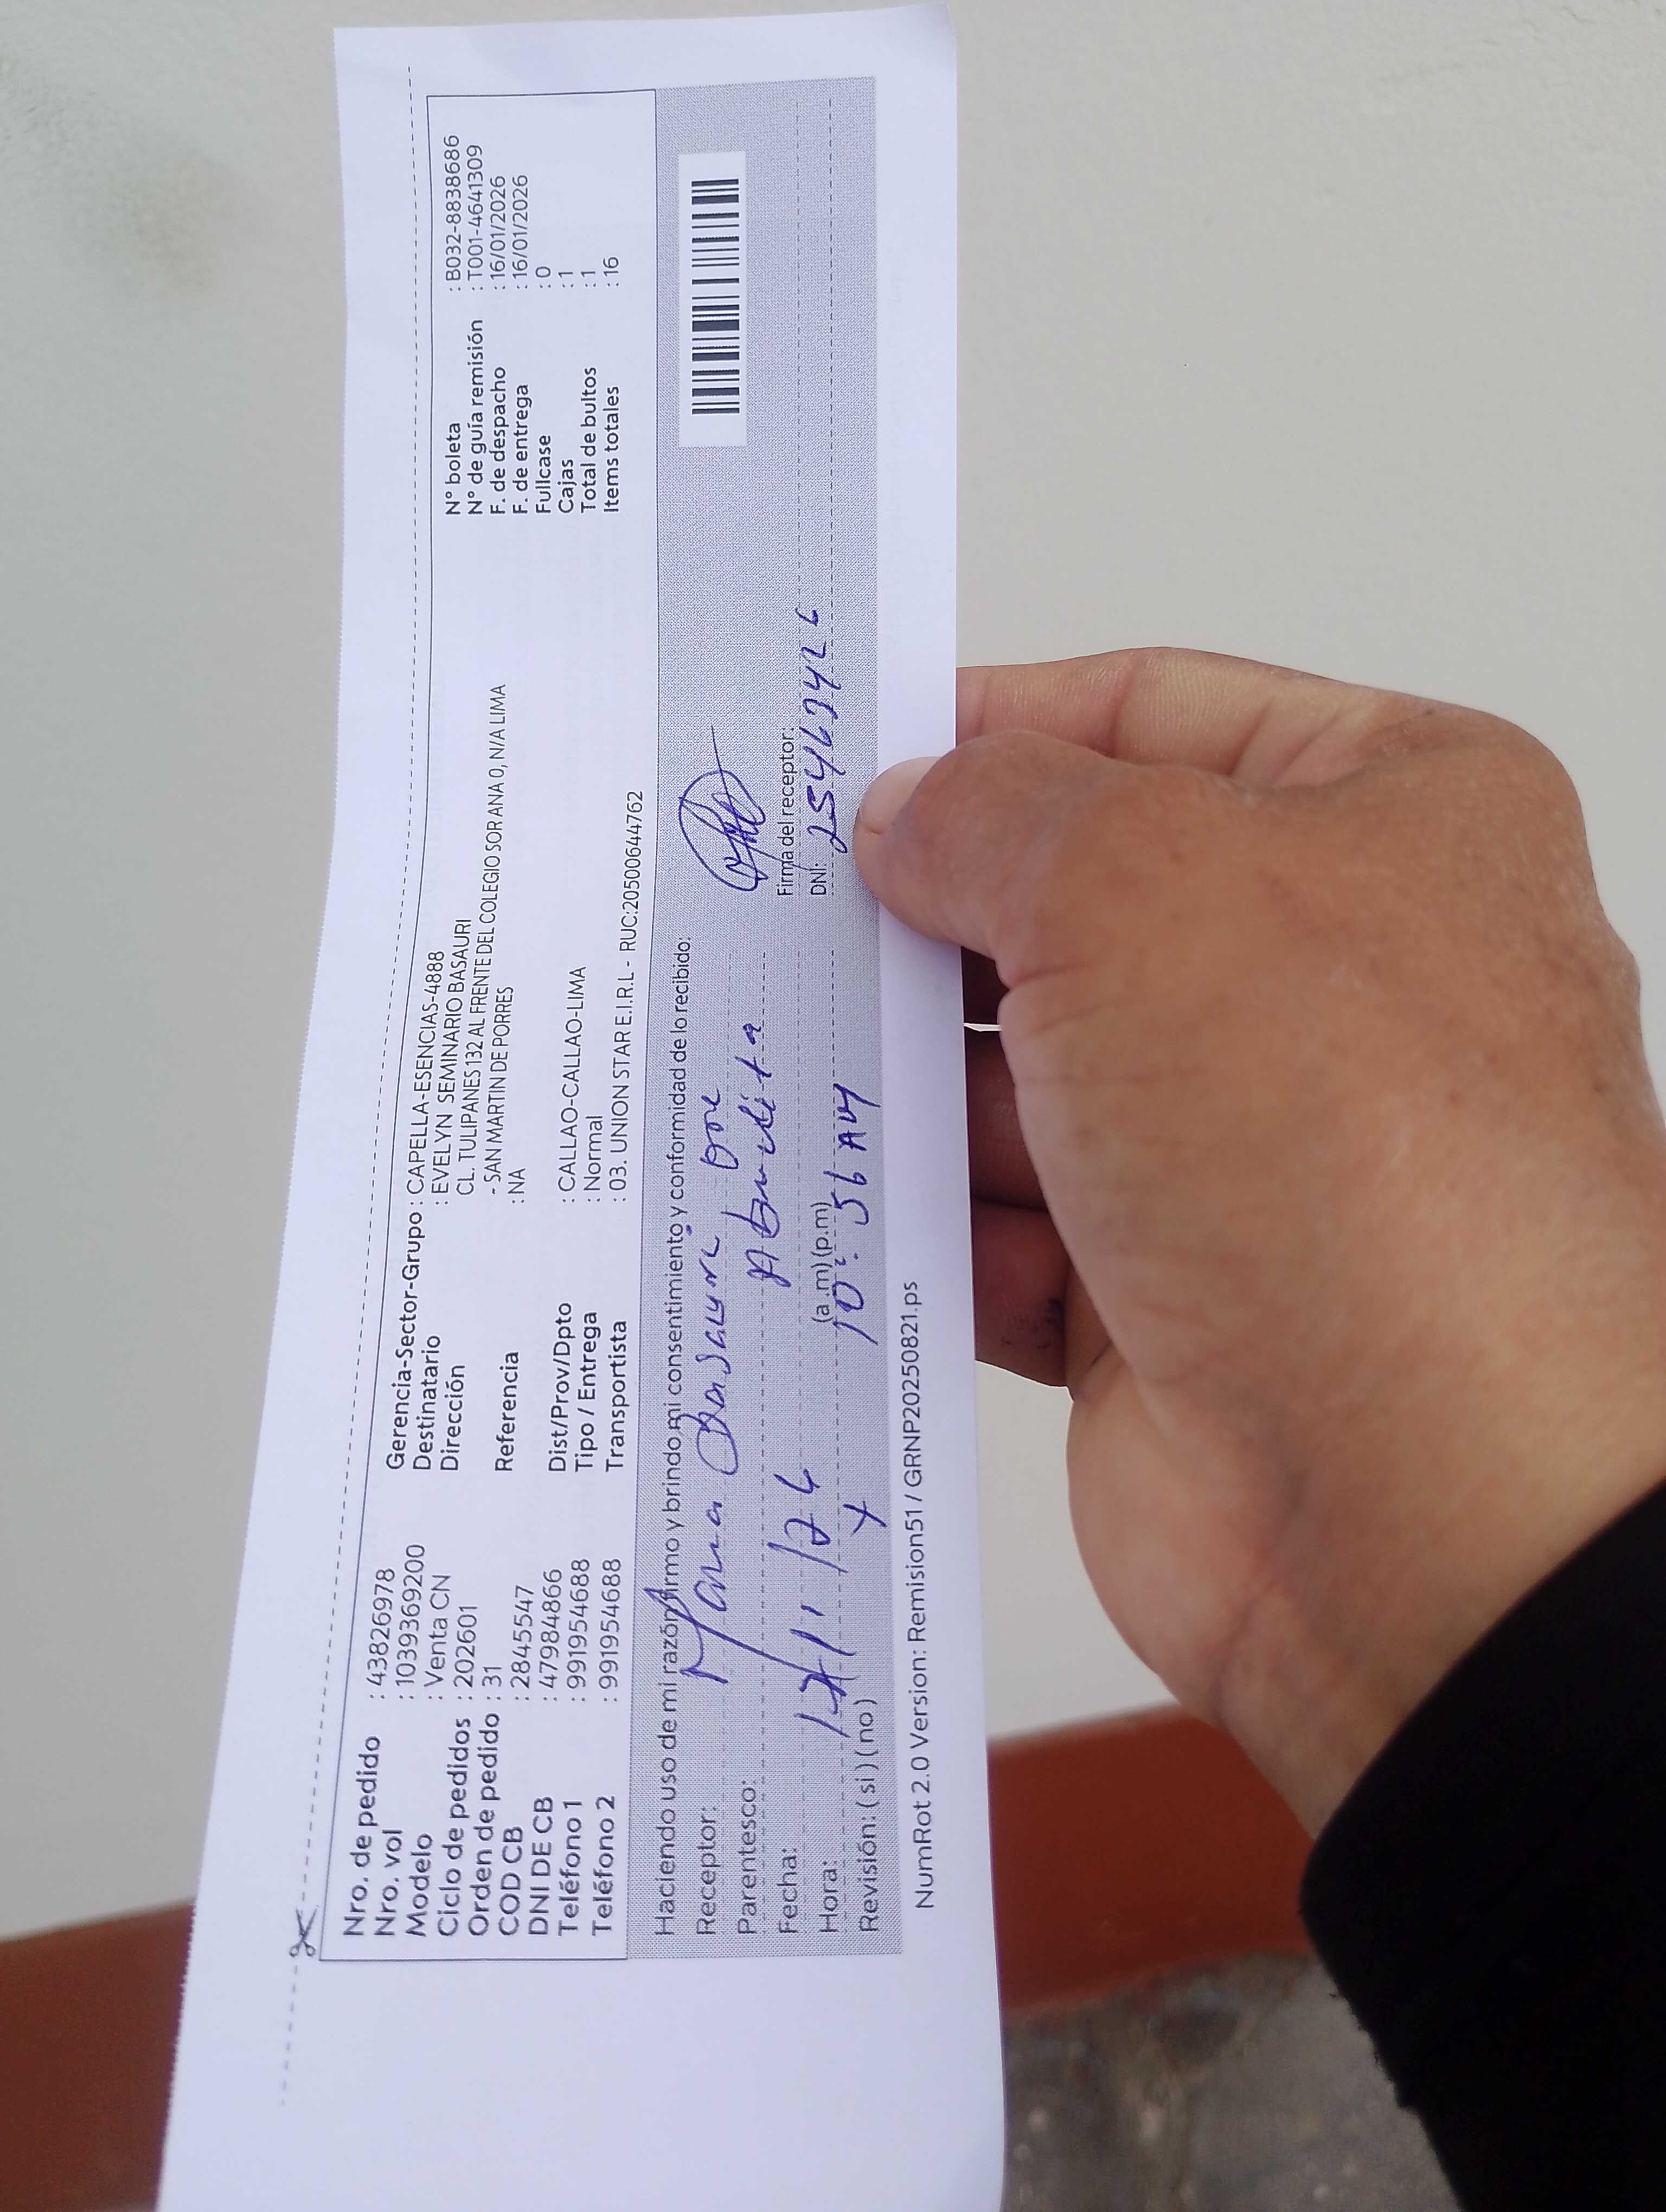 Nro. de pedido : 43826978
Nro. vol : 1039369200
Modelo : Venta CN
Ciclo de pedidos : 202601
Orden de pedido : 31
COD CB : 2845547
DNI DE CB : 47984866
Teléfono 1 : 991954688
Teléfono 2 : 991954688
Gerencia-Sector-Grupo : CAPELLA-ESENCIAS-4888
Destinatario : EVELYN SEMINARIO BASAURI
Dirección CL. TULIPANES 132 AL FRENTE DEL COLEGIO SOR ANA 0, N/A LIMA
- SAN MARTIN DE PORRES
Referencia : NA
Dist/Prov/Dpto : CALLAO-CALLAO-LIMA
Tipo / Entrega : Normal
Transportista : 03. UNION STAR E.I.R.L - RUC:20500644762
N° boleta : B032-8838686
N° de guía remisión : T001-4641309
F. de despacho : 16/01/2026
F. de entrega : 16/01/2026
Fullcase : 0
Cajas : 1
Total de bultos : 1
Items totales : 16
Haciendo uso de mi razón firmo y brindo mi consentimiento y conformidad de lo recibido:
Receptor: Maria Basauri
Parentesco: Abuelita
Fecha:
Hora: (a.m) (p.m) 10:56 AM
Revisión: ( si ) ( no ) X
Firma del receptor:
DNI:
NumRot 2.0 Version: Remision51 / GRNP20250821.ps